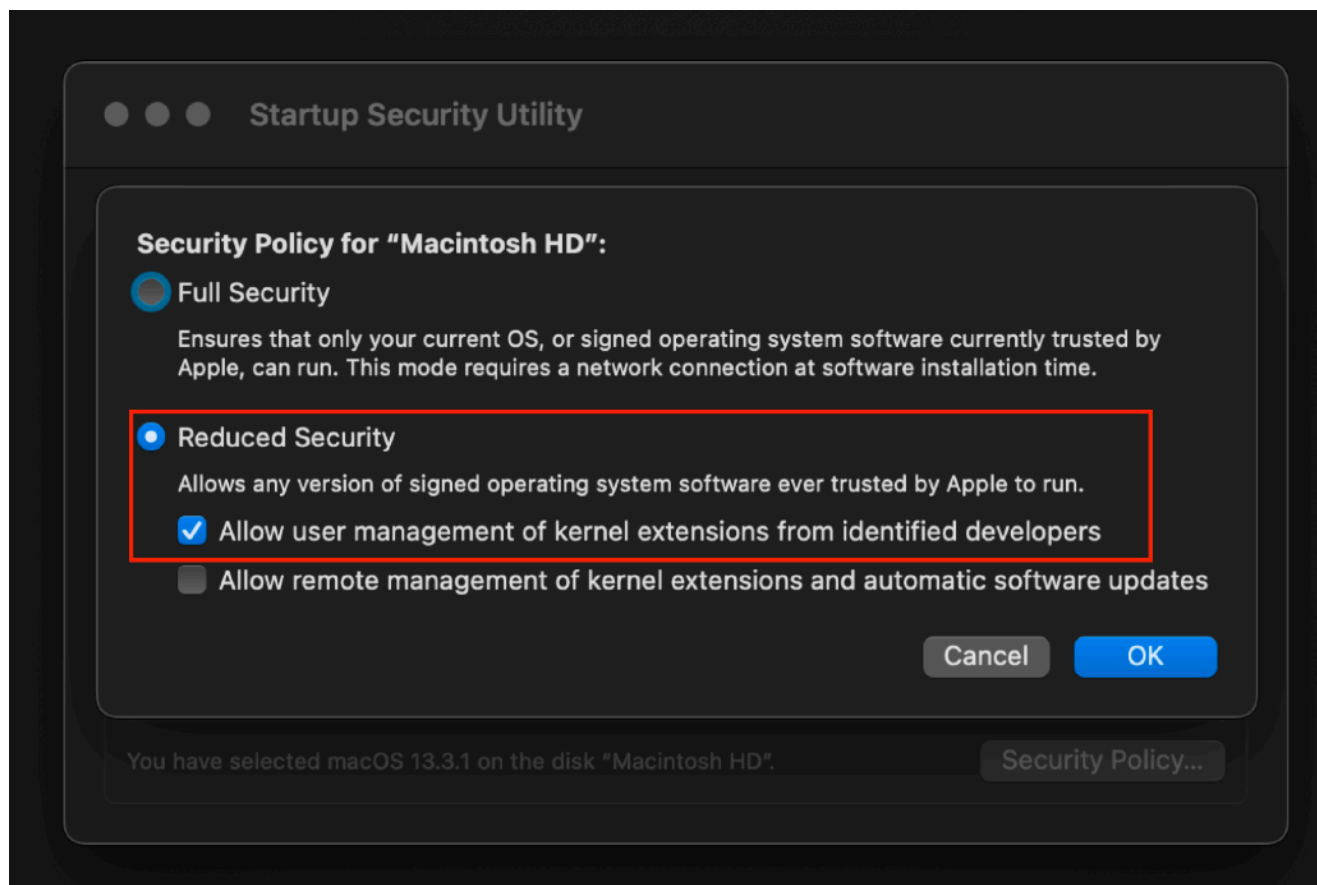 Startup Security Utility
Security Policy for “Macintosh HD”:
Full Security
Ensures that only your current OS, or signed operating system software currently trusted by
Apple, can run. This mode requires a network connection at software installation time.
Reduced Security
Allows any version of signed operating system software ever trusted by Apple to run.
Allow user management of kernel extensions from identified developers
Allow remote management of kernel extensions and automatic software updates
Cancel OK
You have selected macOS 13.3.1 on the disk “Macintosh HD”. Security Policy...